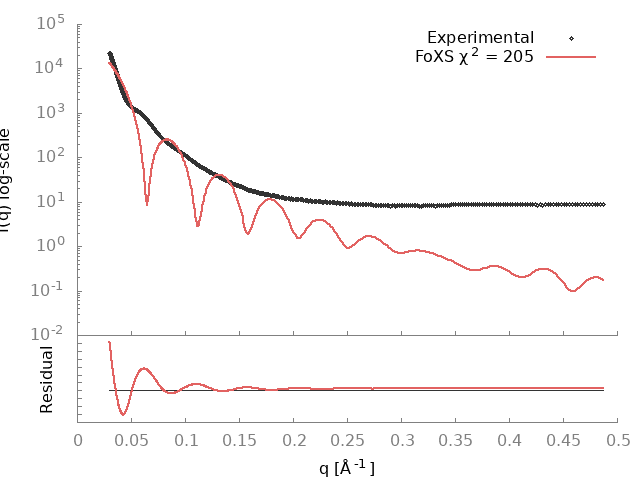 10^5
Experimental
FoXS χ^2 = 205
10^4
10^3
10^2
10^1
10^0
10^-1
10^-2
I(q) log-scale
Residual
0 0.05 0.1 0.15 0.2 0.25 0.3 0.35 0.4 0.45 0.5
q [Å^-1]